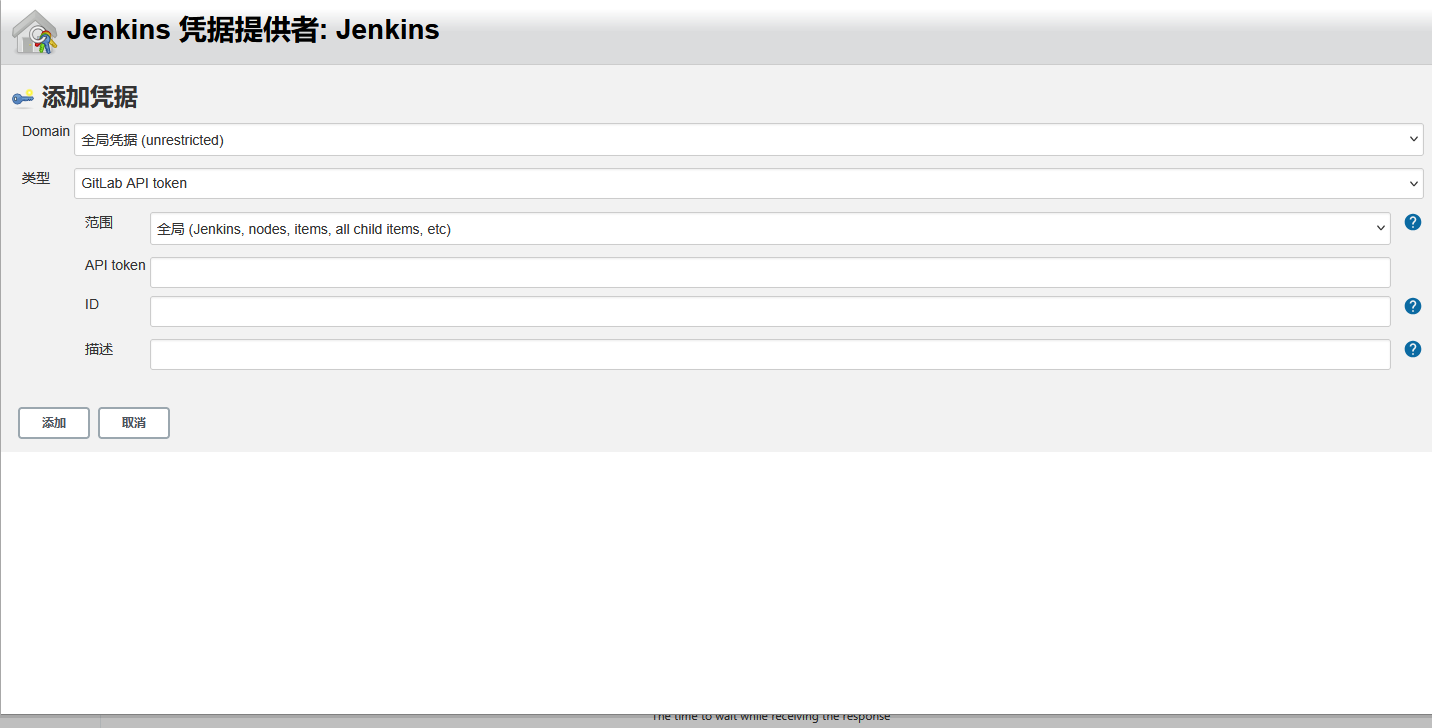 Jenkins 凭据提供者: Jenkins
添加凭据
Domain
全局凭据 (unrestricted)
类型
GitLab API token
范围
全局 (Jenkins, nodes, items, all child items, etc)
API token
ID
描述
添加
取消
The time to wait while receiving the response